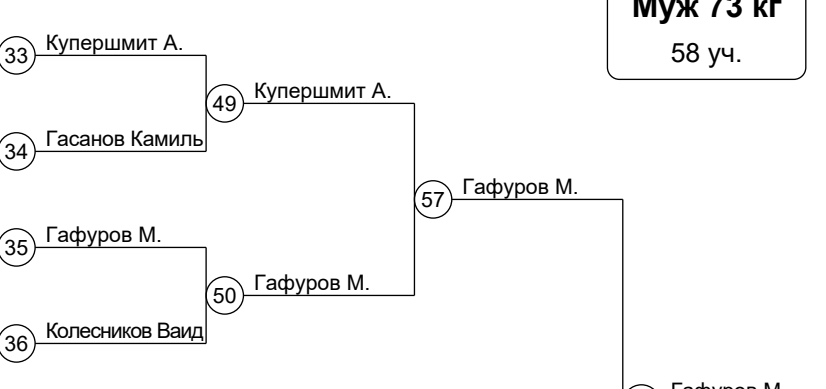 Муж 73 кг
58 уч.
33 Купершмит А.
49 Купершмит А.
34 Гасанов Камиль
57 Гафуров М.
35 Гафуров М.
50 Гафуров М.
36 Колесников Ваид
Гафуров М.